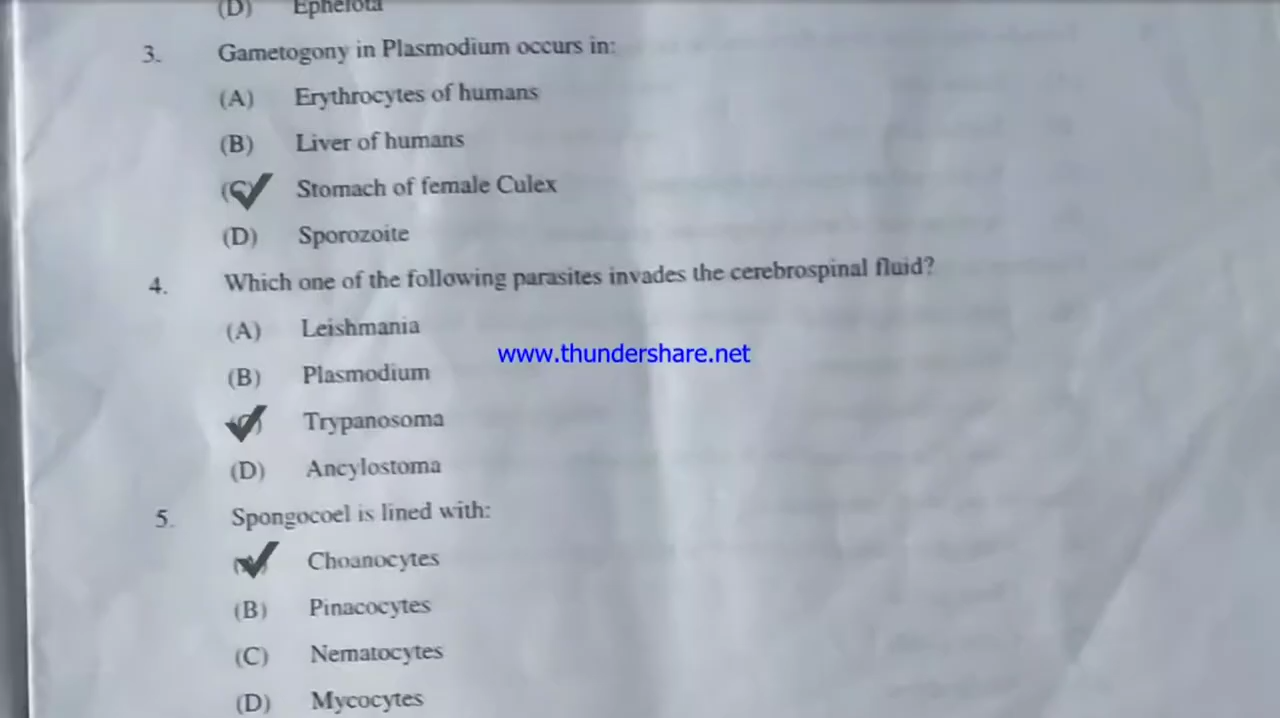 (D) Ephelota
3. Gametogony in Plasmodium occurs in:
(A) Erythrocytes of humans
(B) Liver of humans
(C) Stomach of female Culex
(D) Sporozoite
4. Which one of the following parasites invades the cerebrospinal fluid?
(A) Leishmania
www.thundershare.net
(B) Plasmodium
Trypanosoma
(D) Ancylostoma
5. Spongocoel is lined with:
Choanocytes
(B) Pinacocytes
(C) Nematocytes
(D) Mycocytes